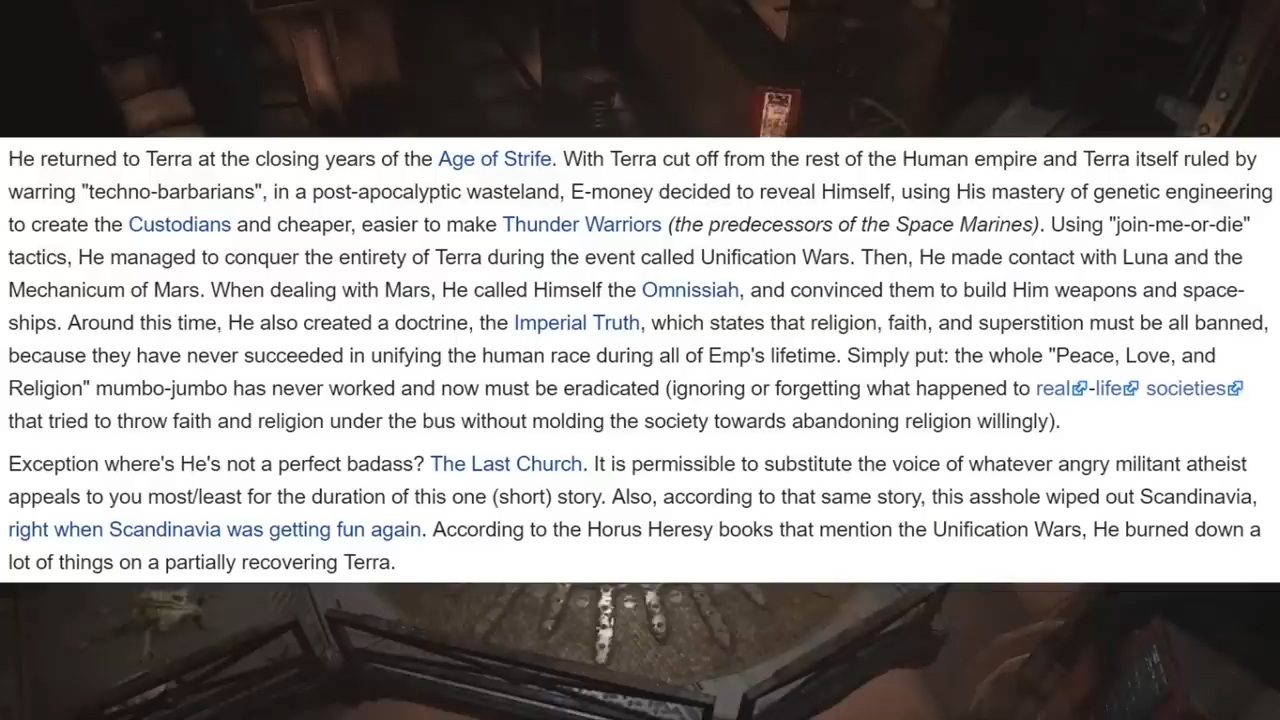 He returned to Terra at the closing years of the Age of Strife. With Terra cut off from the rest of the Human empire and Terra itself ruled by
warring "techno-barbarians", in a post-apocalyptic wasteland, E-money decided to reveal Himself, using His mastery of genetic engineering
to create the Custodians and cheaper, easier to make Thunder Warriors (the predecessors of the Space Marines). Using "join-me-or-die"
tactics, He managed to conquer the entirety of Terra during the event called Unification Wars. Then, He made contact with Luna and the
Mechanicum of Mars. When dealing with Mars, He called Himself the Omnissiah, and convinced them to build Him weapons and space-
ships. Around this time, He also created a doctrine, the Imperial Truth, which states that religion, faith, and superstition must be all banned,
because they have never succeeded in unifying the human race during all of Emp's lifetime. Simply put: the whole "Peace, Love, and
Religion" mumbo-jumbo has never worked and now must be eradicated (ignoring or forgetting what happened to real-life societies
that tried to throw faith and religion under the bus without molding the society towards abandoning religion willingly).
Exception where's He's not a perfect badass? The Last Church. It is permissible to substitute the voice of whatever angry militant atheist
appeals to you most/least for the duration of this one (short) story. Also, according to that same story, this asshole wiped out Scandinavia,
right when Scandinavia was getting fun again. According to the Horus Heresy books that mention the Unification Wars, He burned down a
lot of things on a partially recovering Terra.